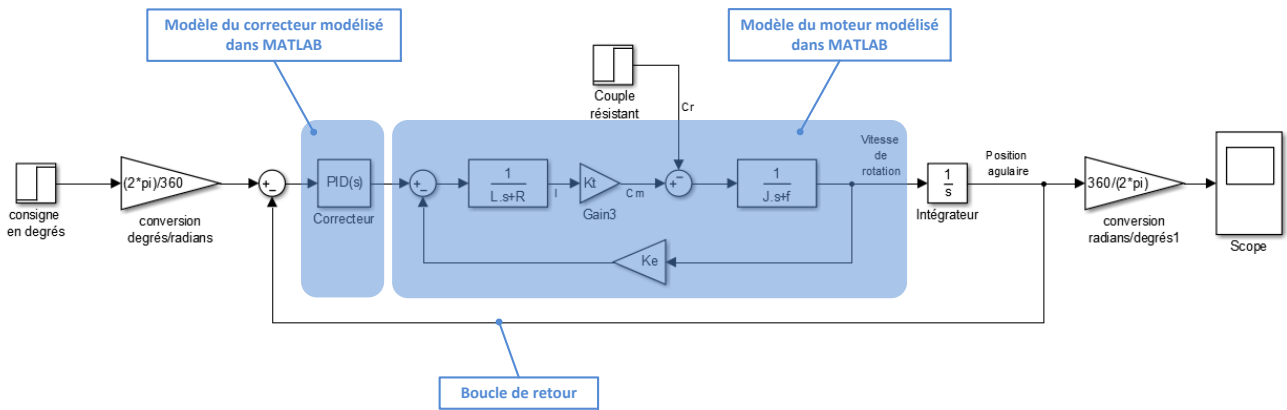 Modèle du correcteur modélisé
dans MATLAB
Modèle du moteur modélisé
dans MATLAB
Couple
résistant
Cr
Vitesse
de
rotation
Position
agulaire
consigne
en degrés
(2*pi)/360
conversion
degrés/radians
+
−
PID(s)
Correcteur
+
−
1
L.s+R
I
Kt
Gain3
Cm
+
−
1
J.s+f
1
s
Intégrateur
360/(2*pi)
conversion
radians/degrés1
Scope
Ke
Boucle de retour